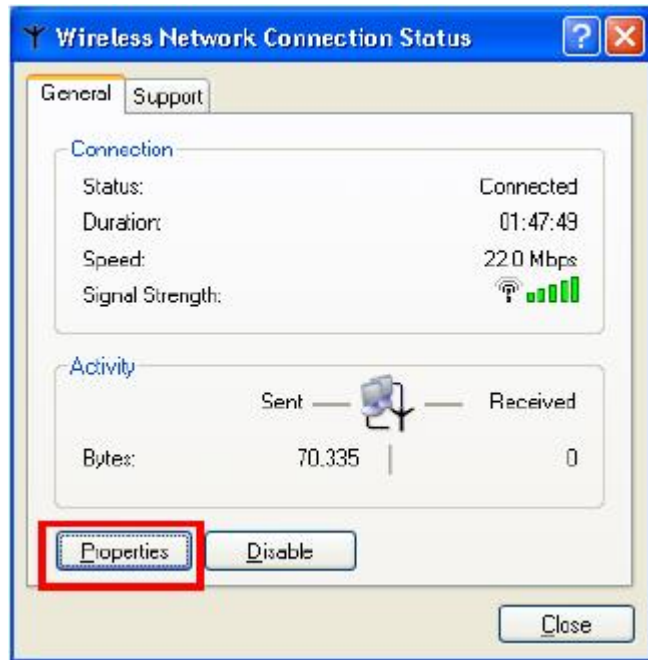 Wireless Network Connection Status
General Support
Connection
Status: Connected
Duration: 01:47:49
Speed: 22.0 Mbps
Signal Strength:
Activity
Sent Received
Bytes: 70,335 0
Properties Disable
Close